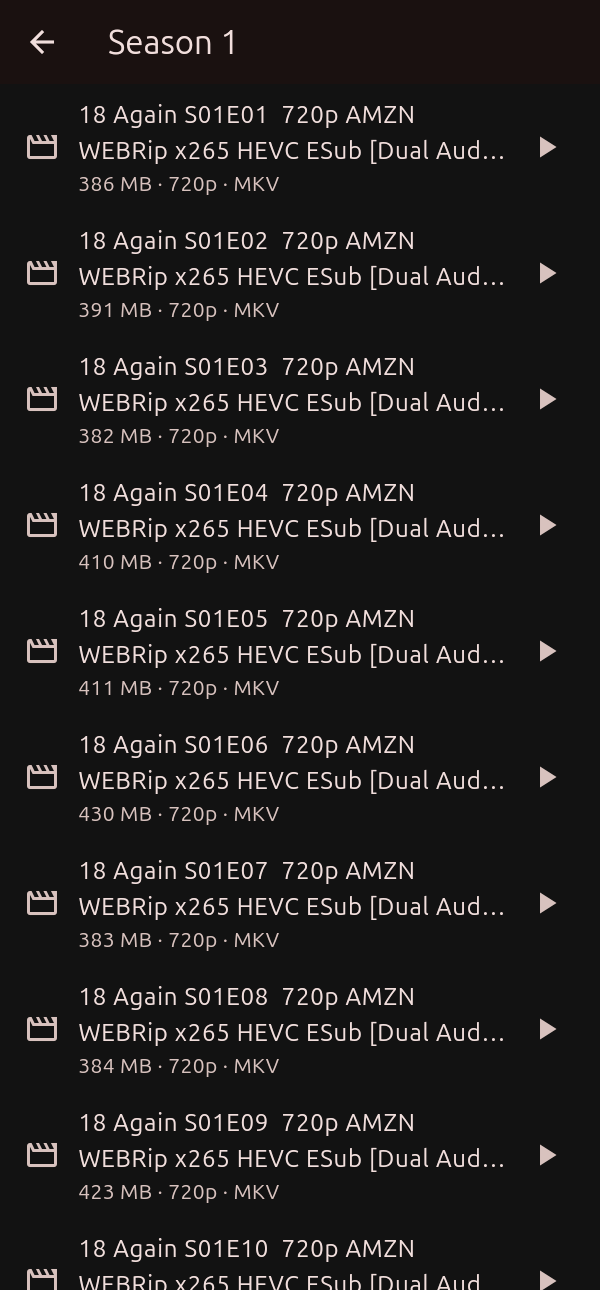 Season 1
18 Again S01E01 720p AMZN
WEBRip x265 HEVC ESub [Dual Aud...
386 MB · 720p · MKV
18 Again S01E02 720p AMZN
WEBRip x265 HEVC ESub [Dual Aud...
391 MB · 720p · MKV
18 Again S01E03 720p AMZN
WEBRip x265 HEVC ESub [Dual Aud...
382 MB · 720p · MKV
18 Again S01E04 720p AMZN
WEBRip x265 HEVC ESub [Dual Aud...
410 MB · 720p · MKV
18 Again S01E05 720p AMZN
WEBRip x265 HEVC ESub [Dual Aud...
411 MB · 720p · MKV
18 Again S01E06 720p AMZN
WEBRip x265 HEVC ESub [Dual Aud...
430 MB · 720p · MKV
18 Again S01E07 720p AMZN
WEBRip x265 HEVC ESub [Dual Aud...
383 MB · 720p · MKV
18 Again S01E08 720p AMZN
WEBRip x265 HEVC ESub [Dual Aud...
384 MB · 720p · MKV
18 Again S01E09 720p AMZN
WEBRip x265 HEVC ESub [Dual Aud...
423 MB · 720p · MKV
18 Again S01E10 720p AMZN
WEBRip x265 HEVC ESub [Dual Aud